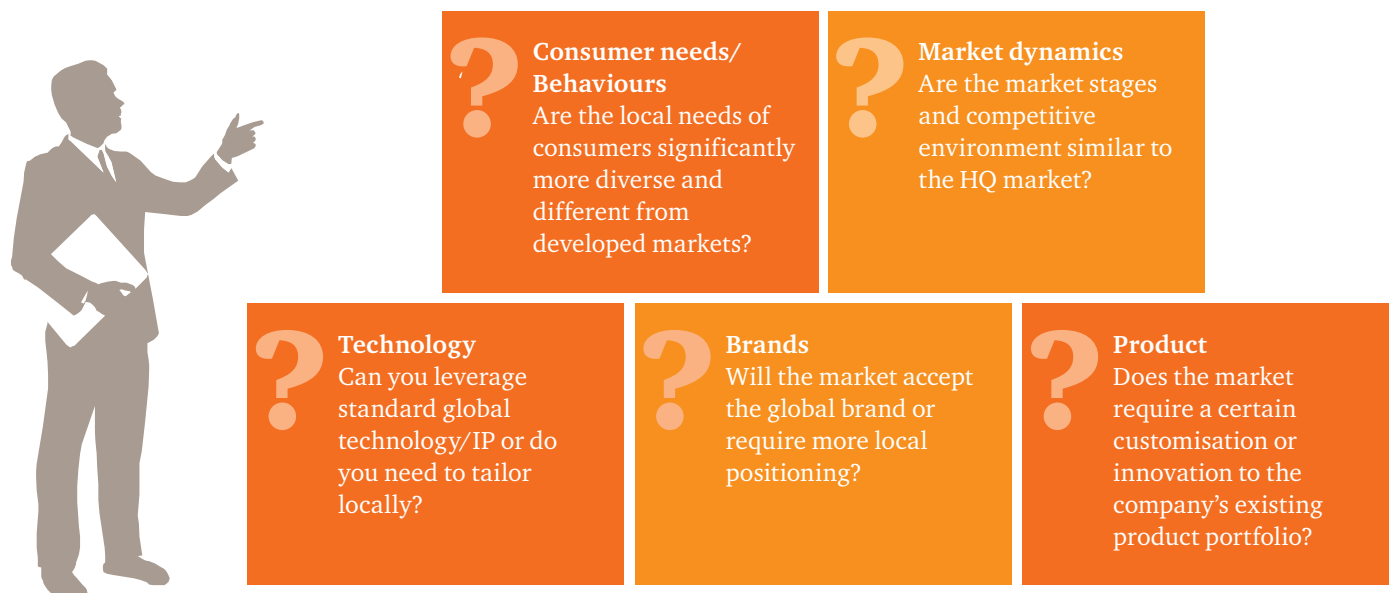 ?
Consumer needs/
Behaviours
Are the local needs of
consumers significantly
more diverse and
different from
developed markets?
?
Market dynamics
Are the market stages
and competitive
environment similar to
the HQ market?
?
Technology
Can you leverage
standard global
technology/IP or do
you need to tailor
locally?
?
Brands
Will the market accept
the global brand or
require more local
positioning?
?
Product
Does the market
require a certain
customisation or
innovation to the
company’s existing
product portfolio?